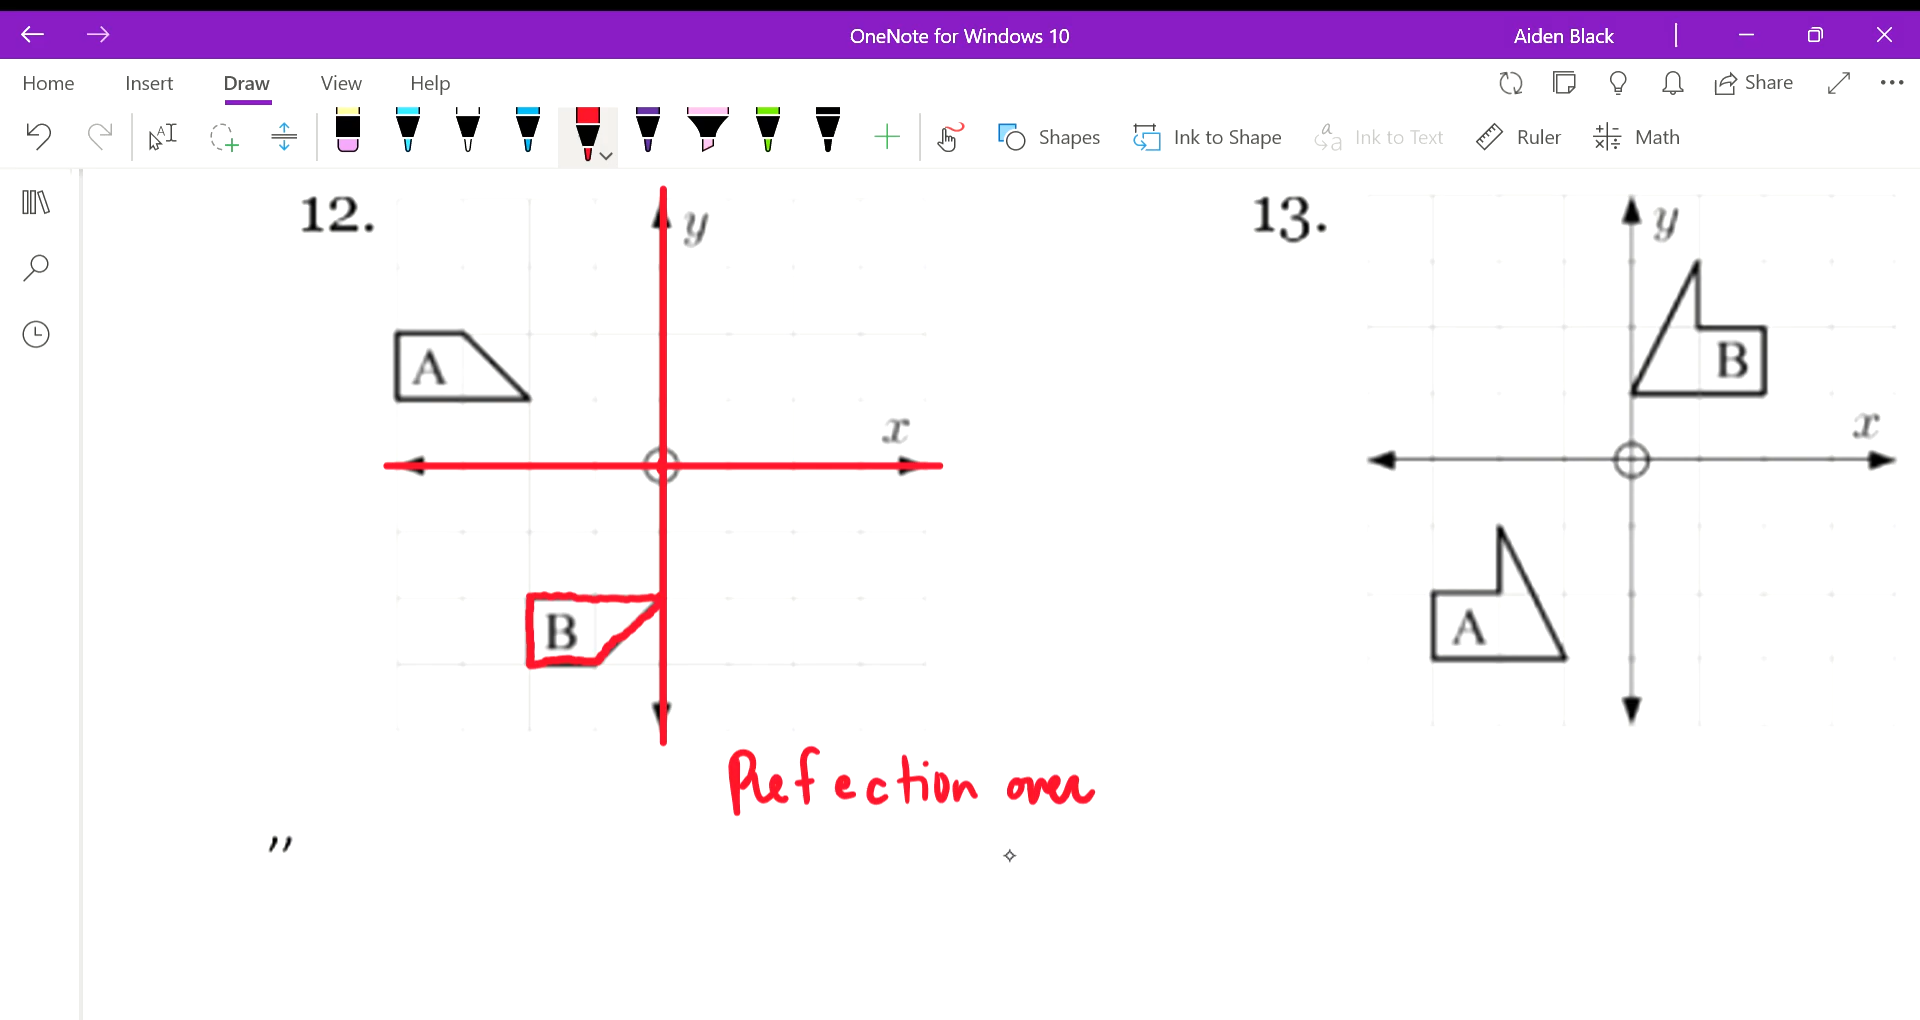 OneNote for Windows 10
Aiden Black
Home Insert Draw View Help
Share
Shapes Ink to Shape Ink to Text Ruler Math
12.
y
A
x
B
13.
y
B
x
A
Refection over
”